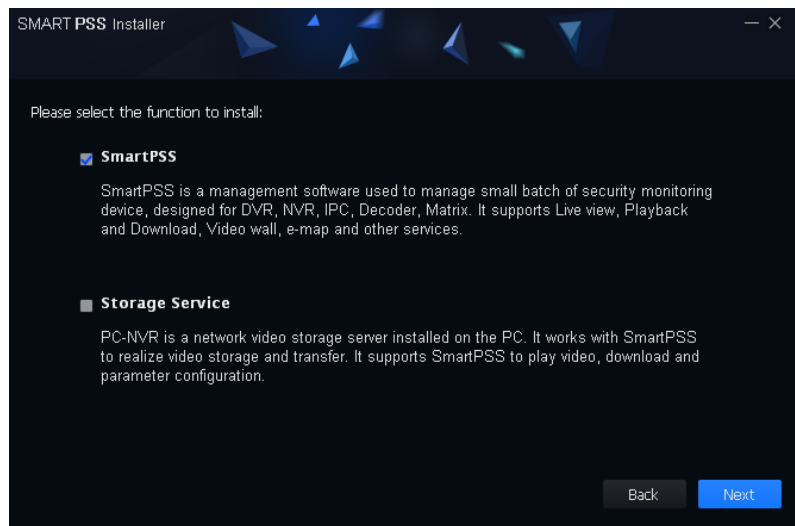 SMART PSS Installer
Please select the function to install:
SmartPSS
SmartPSS is a management software used to manage small batch of security monitoring
device, designed for DVR, NVR, IPC, Decoder, Matrix. It supports Live view, Playback
and Download, Video wall, e-map and other services.
Storage Service
PC-NVR is a network video storage server installed on the PC. It works with SmartPSS
to realize video storage and transfer. It supports SmartPSS to play video, download and
parameter configuration.
Back
Next